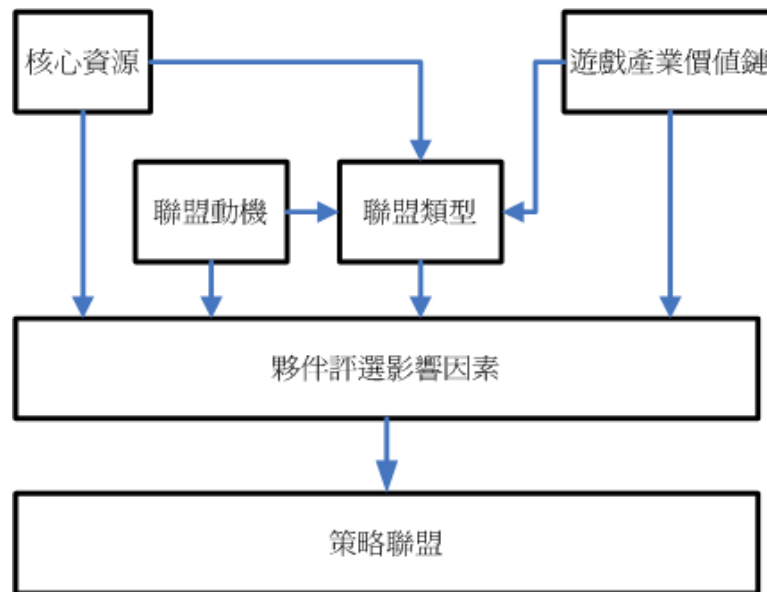 核心資源
遊戲產業價值鏈
聯盟動機
聯盟類型
夥伴評選影響因素
策略聯盟